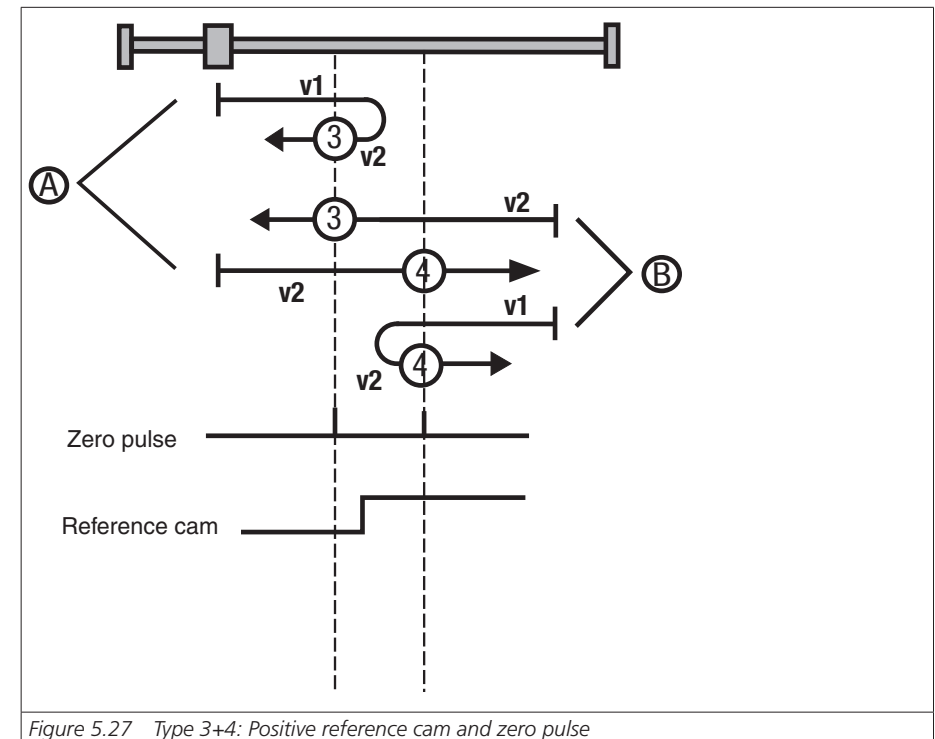 v1
3
v2
A
3
v2
4
v2
B
v1
4
v2
Zero pulse
Reference cam
Figure 5.27 Type 3+4: Positive reference cam and zero pulse